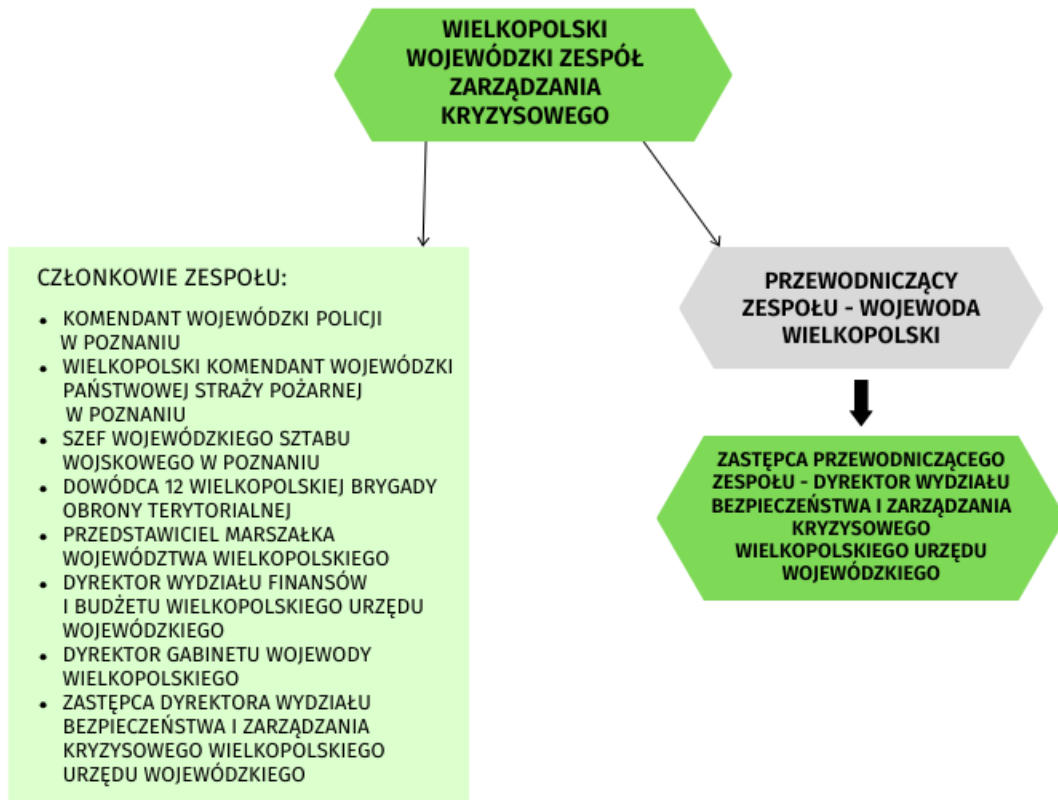 WIELKOPOLSKI
WOJEWÓDZKI ZESPÓŁ
ZARZĄDZANIA
KRYZYSOWEGO
CZŁONKOWIE ZESPOŁU:
• KOMENDANT WOJEWÓDZKI POLICJI
W POZNANIU
• WIELKOPOLSKI KOMENDANT WOJEWÓDZKI
PAŃSTWOWEJ STRAŻY POŻARNEJ
W POZNANIU
• SZEF WOJEWÓDZKIEGO SZTABU
WOJSKOWEGO W POZNANIU
• DOWÓDCA 12 WIELKOPOLSKIEJ BRYGADY
OBRONY TERYTORIALNEJ
• PRZEDSTAWICIEL MARSZAŁKA
WOJEWÓDZTWA WIELKOPOLSKIEGO
• DYREKTOR WYDZIAŁU FINANSÓW
I BUDŻETU WIELKOPOLSKIEGO URZĘDU
WOJEWÓDZKIEGO
• DYREKTOR GABINETU WOJEWODY
WIELKOPOLSKIEGO
• ZASTĘPCA DYREKTORA WYDZIAŁU
BEZPIECZEŃSTWA I ZARZĄDZANIA
KRYZYSOWEGO WIELKOPOLSKIEGO
URZĘDU WOJEWÓDZKIEGO
PRZEWODNICZĄCY
ZESPOŁU - WOJEWODA
WIELKOPOLSKI
ZASTĘPCA PRZEWODNICZĄCEGO
ZESPOŁU - DYREKTOR WYDZIAŁU
BEZPIECZEŃSTWA I ZARZĄDZANIA
KRYZYSOWEGO
WIELKOPOLSKIEGO URZĘDU
WOJEWÓDZKIEGO